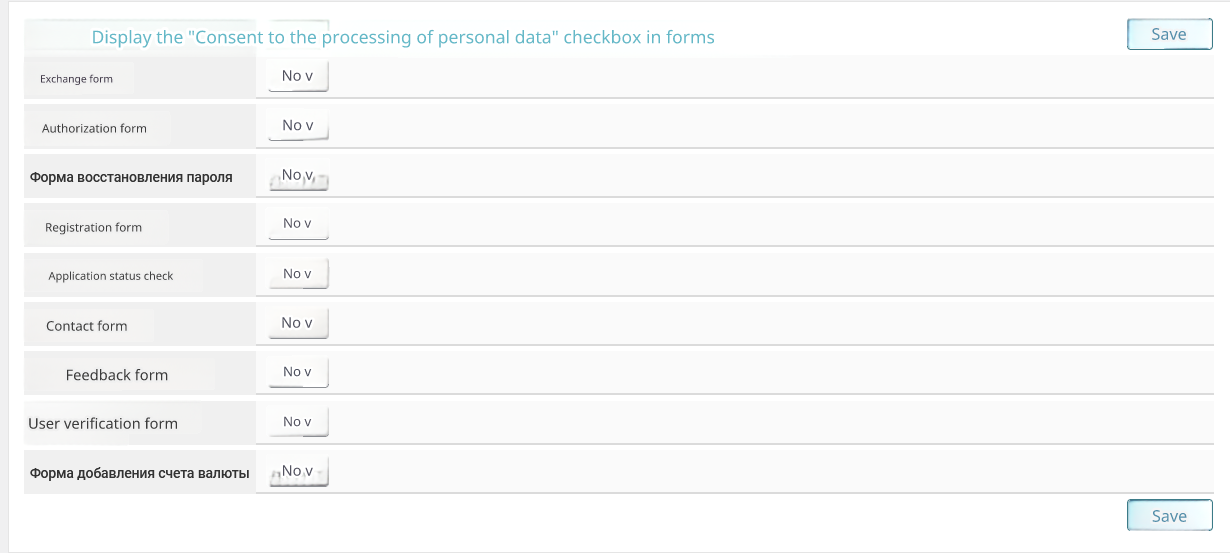 Display the "Consent to the processing of personal data" checkbox in forms
Save
Exchange form
No v
Authorization form
No v
Форма восстановления пароля
No v
Registration form
No v
Application status check
No v
Contact form
No v
Feedback form
No v
User verification form
No v
Форма добавления счета валюты
No v
Save